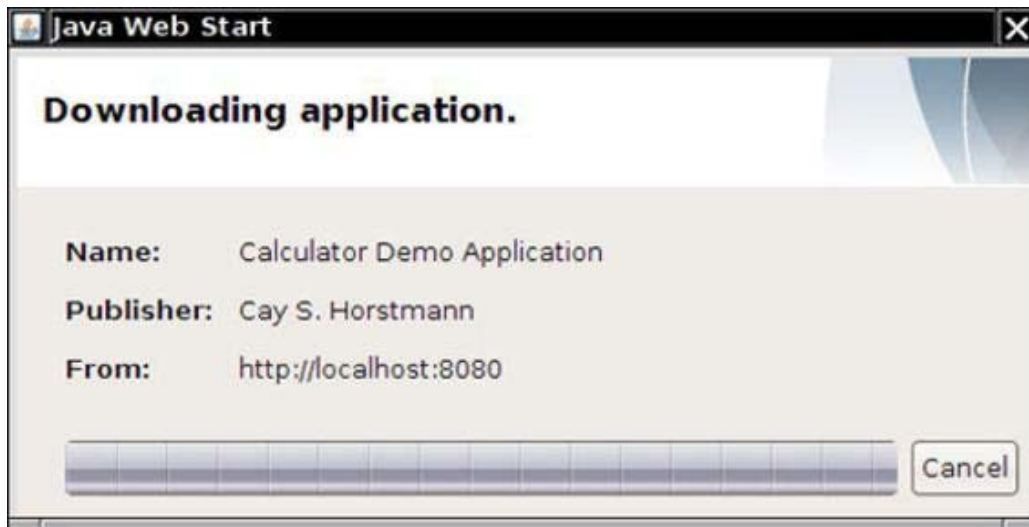 Java Web Start
Downloading application.
Name: Calculator Demo Application
Publisher: Cay S. Horstmann
From: http://localhost:8080
Cancel